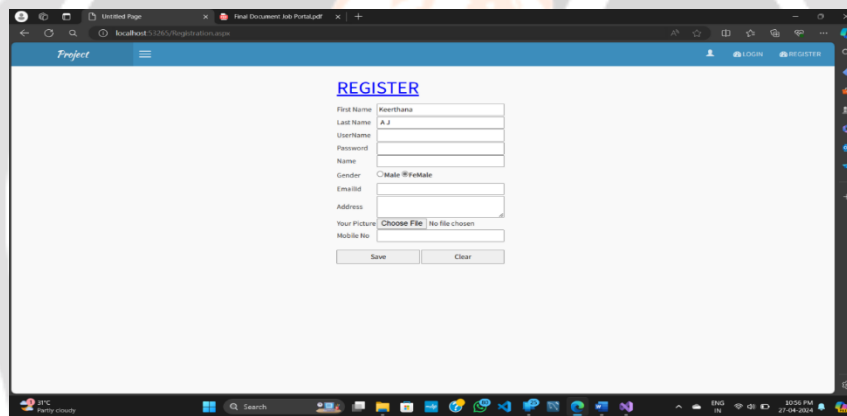 Untitled Page
Final Document Job Portal.pdf
localhost:53265/Registration.aspx
Project
LOGIN
REGISTER
REGISTER
First Name Keerthana
Last Name A J
UserName
Password
Name
Gender Male FeMale
Emailid
Address
Your Picture Choose File No file chosen
Mobile No
Save Clear
31°C
Partly cloudy
Search
ENG
IN
10:56 PM
27-04-2024